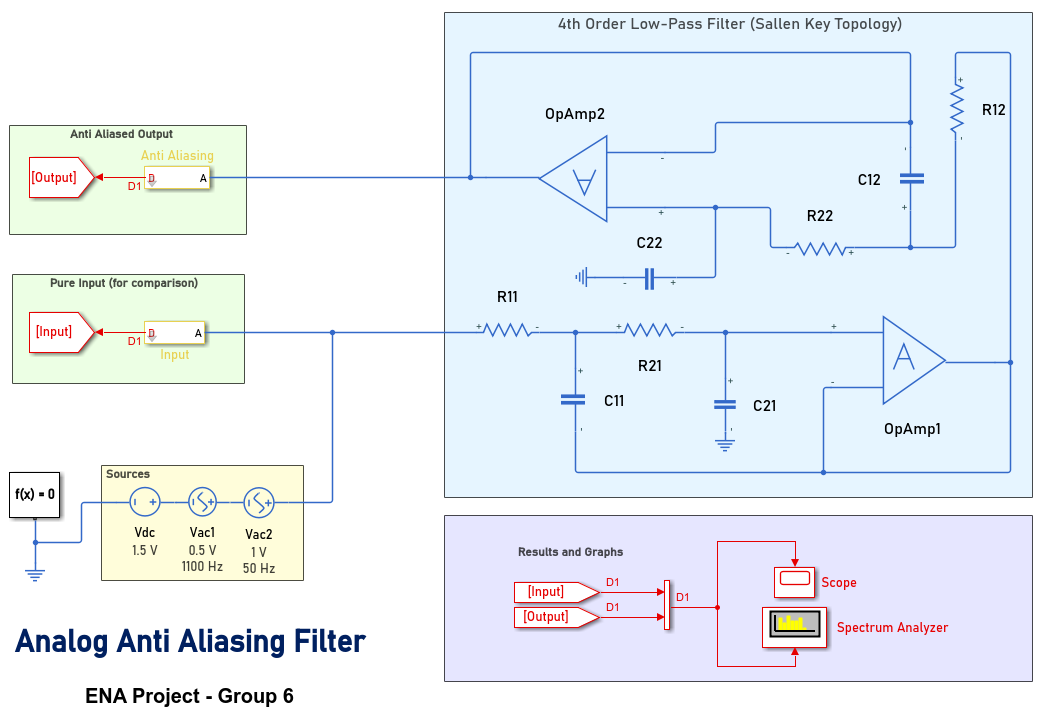 4th Order Low-Pass Filter (Sallen Key Topology)
OpAmp2
R12
Anti Aliased Output
Anti Aliasing
[Output]
D1
D
A
C12
R22
C22
Pure Input (for comparison)
[Input]
D1
D
A
Input
R11
R21
C11
C21
OpAmp1
A
A
+
-
f(x) = 0
Sources
Vdc
1.5 V
Vac1
0.5 V
1100 Hz
Vac2
1 V
50 Hz
Results and Graphs
[Input]
D1
[Output]
D1
D1
Scope
Spectrum Analyzer
Analog Anti Aliasing Filter
ENA Project - Group 6